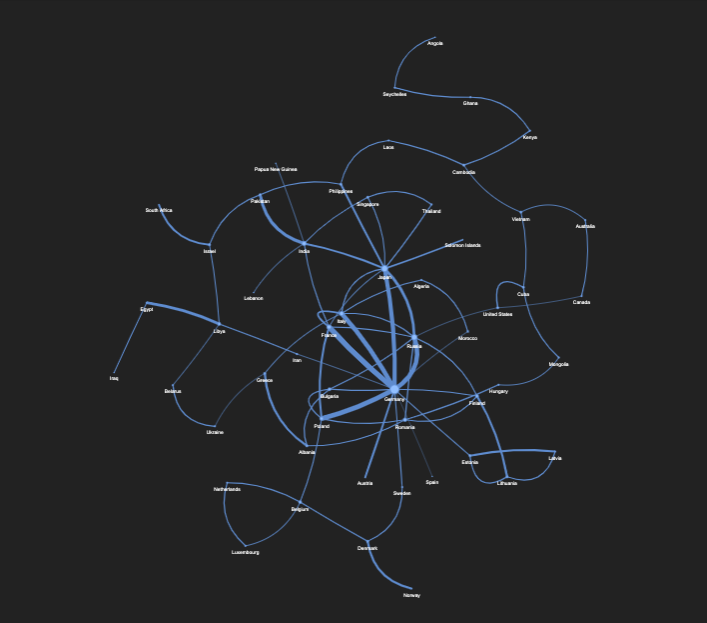 Angola
Seychelles
Ghana
Kenya
Laos
Cambodia
Papua New Guinea
Philippines
Pakistan
Singapore
South Africa
Thailand
Vietnam
Australia
Israel
India
Solomon Islands
Japan
Algeria
Lebanon
Cuba
Canada
Egypt
United States
Italy
Libya
France
Morocco
Russia
Iran
Mongolia
Iraq
Greece
Belarus
Hungary
Bulgaria
Germany
Finland
Poland
Romania
Ukraine
Albania
Latvia
Estonia
Austria
Spain
Lithuania
Netherlands
Sweden
Belgium
Denmark
Luxembourg
Norway